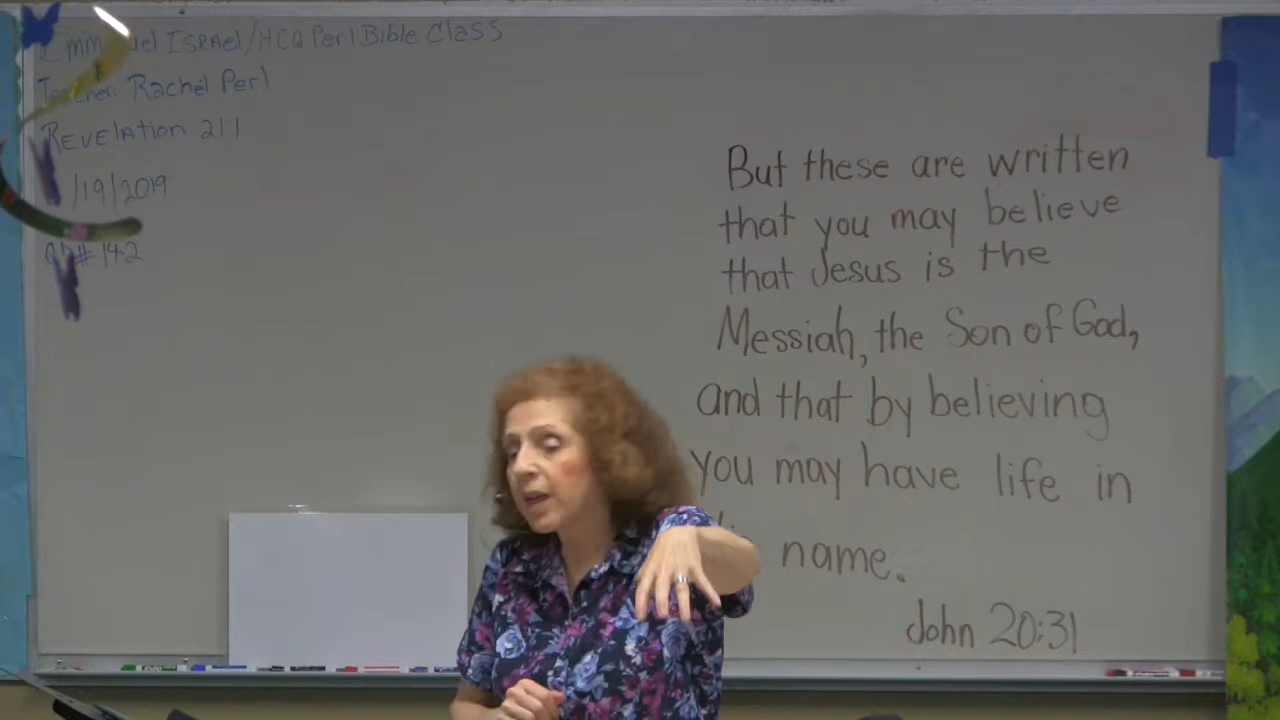 Israel/HCQ Perl Bible Class
Rachel Perl
Revelation 21:1
/19/2019
142
But these are written
that you may believe
that Jesus is the
Messiah, the Son of God,
and that by believing
you may have life in
name.
John 20:31